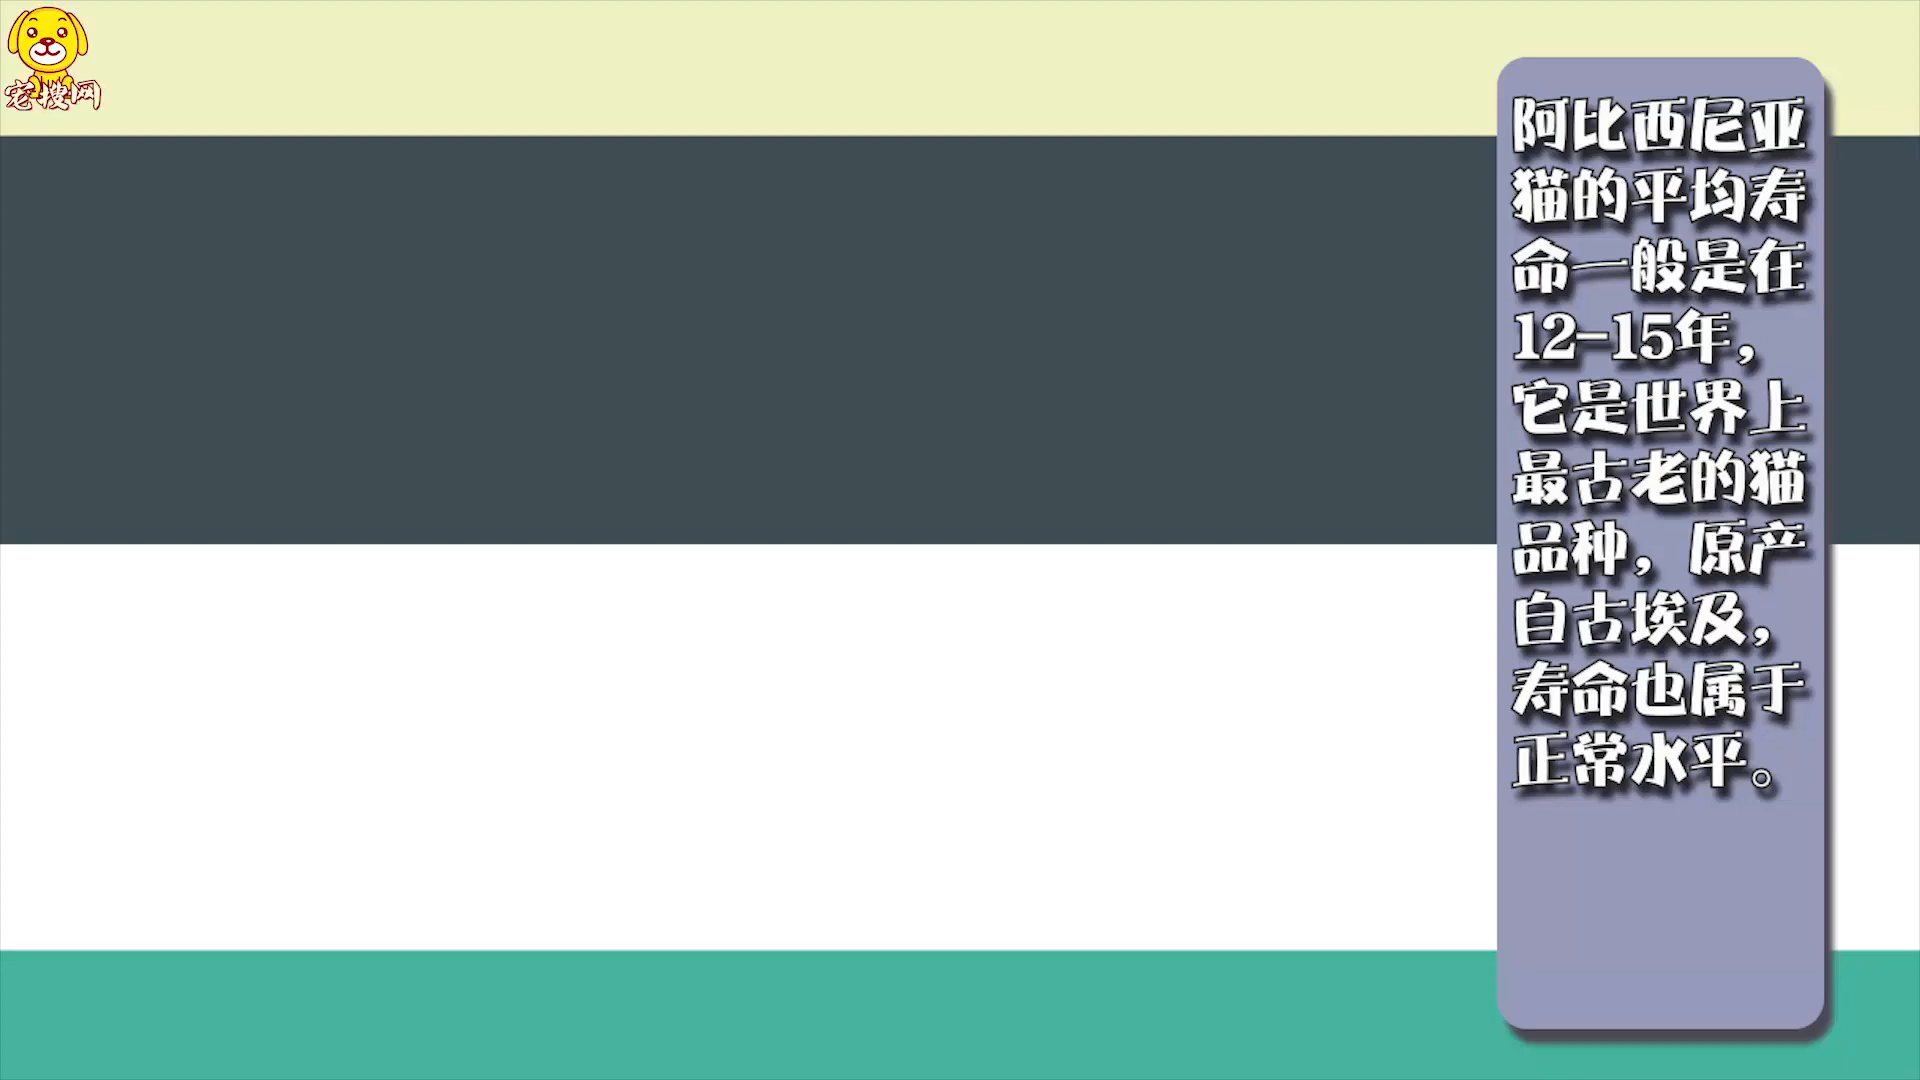 宠搜网
阿比西尼亚
猫的平均寿
命一般是在
12-15年，
它是世界上
最古老的猫
品种，原产
自古埃及，
寿命也属于
正常水平。